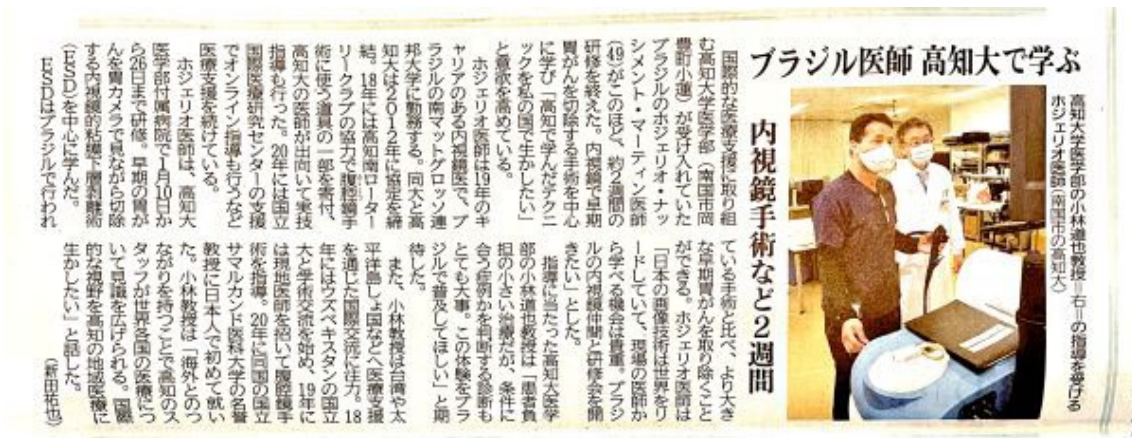 ブラジル医師 高知大で学ぶ
内視鏡手術など2週間
高知大学医学部の小林道也教授=右=の指導を受ける
ホジェリオ医師(南国市の高知大)
国際的な医療支援に取り組
む高知大学医学部(南国市岡
豊町小蓮)が受け入れていた
ブラジルのホジェリオ・ナッ
シメント・マーティン医師
(49)がこのほど、約2週間の
研修を終えた。内視鏡で早期
胃がんを切除する手術を中心
に学び「高知で学んだテクニ
ックを私の国で生かしたい」
と意欲を高めている。
ホジェリオ医師は19年のキ
ャリアのある内視鏡医で、ブ
ラジルの南マットグロッソ連
邦大学に勤務する。同大と高
知大は2012年に協定を締
結。18年には高知南ローター
リークラブの協力で腹腔鏡手
術に使う道具の一部を寄付、
高知大の医師が出向いて実技
指導も行った。20年には国立
国際医療研究センターの支援
でオンライン指導も行うなど
医療支援を続けている。
ホジェリオ医師は、高知大
医学部付属病院で1月10日か
ら26日まで研修。早期の胃が
んを胃カメラで見ながら切除
する内視鏡的粘膜下層剥離術
(ESD)を中心に学んだ。
ESDはブラジルで行われ
ている手術と比べ、より大き
な早期胃がんを取り除くこと
ができる。ホジェリオ医師は
「日本の画像技術は世界をリ
ードしていて、現場の医師か
ら学べる機会は貴重。ブラジ
ルの内視鏡仲間と研修会を開
きたい」とした。
指導に当たった高知大医学
部の小林道也教授は「患者負
担の小さい治療だが、条件に
合う症例かを判断する診断も
とても大事。この体験をブラ
ジルで普及してほしい」と期
待した。
また、小林教授は台湾や太
平洋島しょ国などへ医療支援
を通じた国際交流に注力。18
年にはウズベキスタンの国立
大と学術交流を始め、19年に
は現地医師を招いて腹腔鏡手
術を指導。20年に同国の国立
サマルカンド医科大学の名誉
教授に日本人で初めて就い
た。小林教授は「海外とのつ
ながりを持つことで高知のス
タッフが世界各国の医療につ
いて見識を広げられる。国際
的な視野を高知の地域医療に
生かしたい」と話した。
(新田祐也)